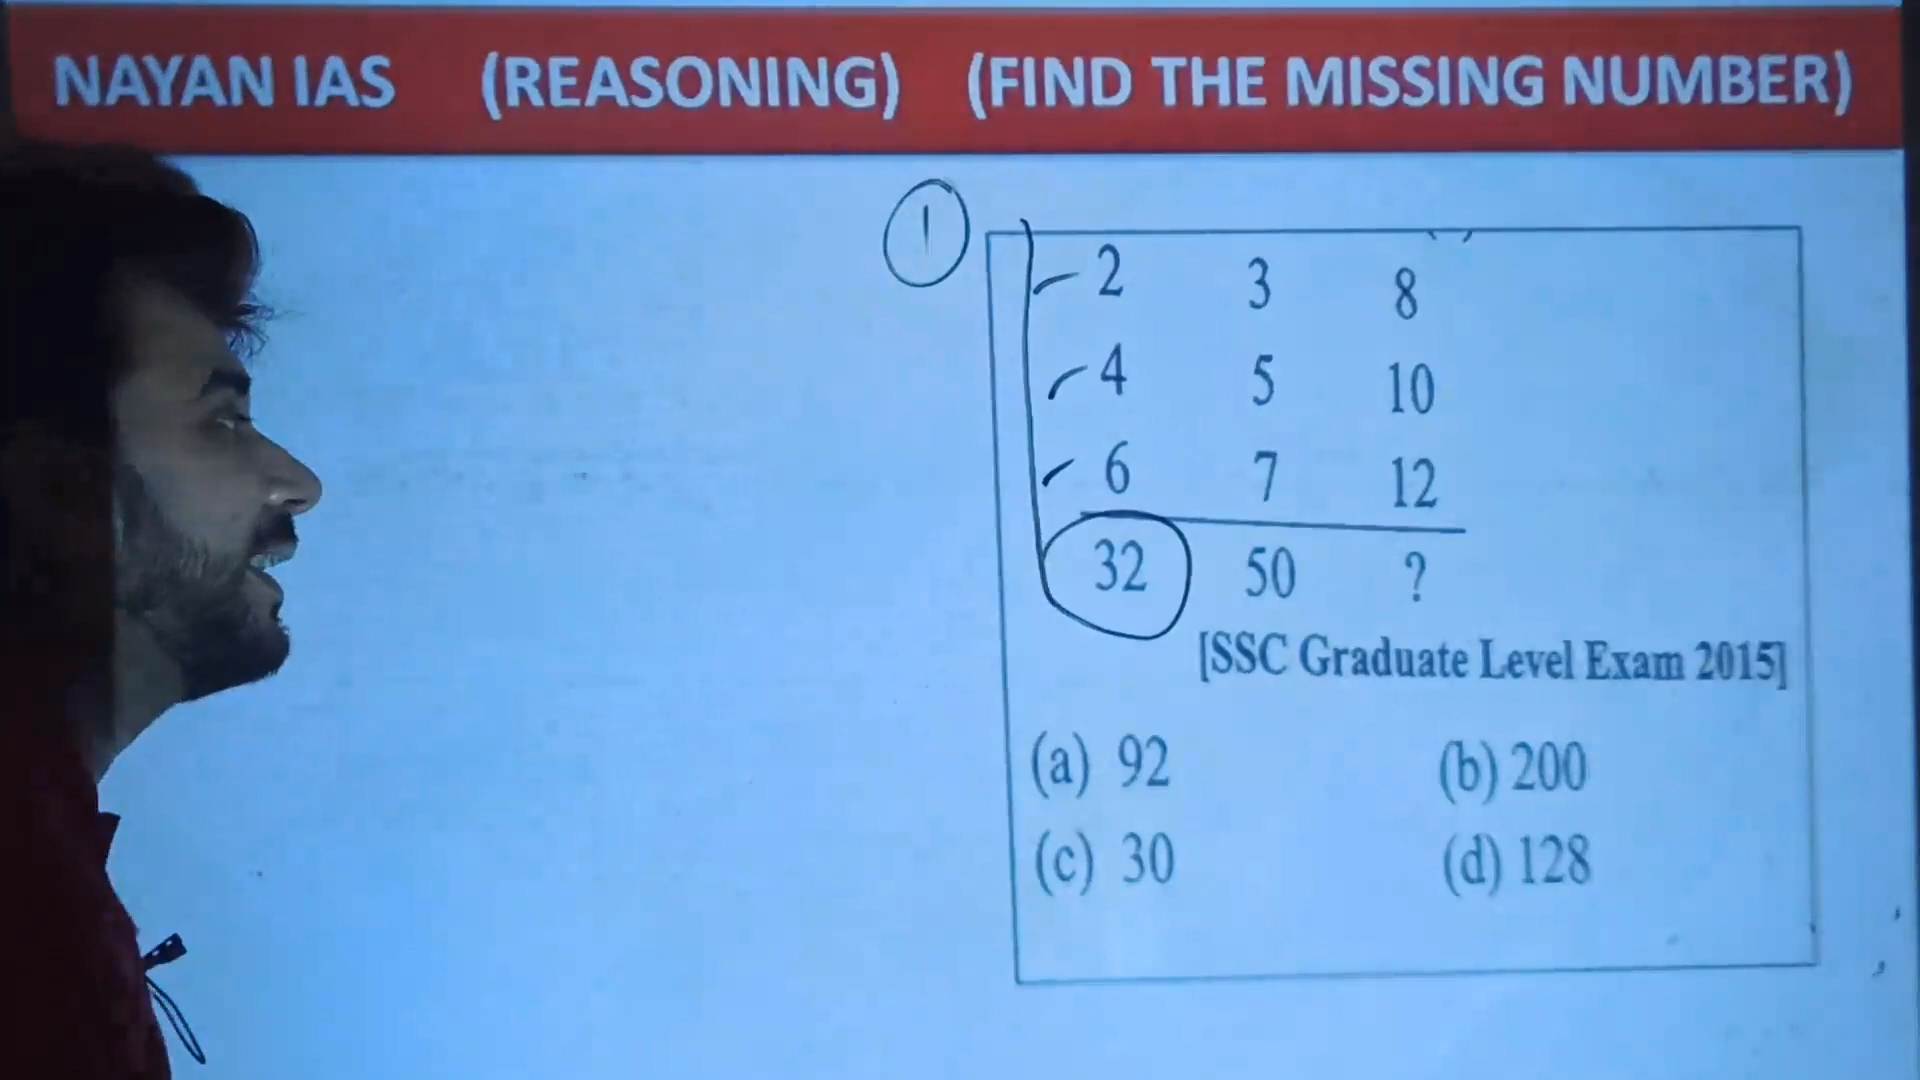 NAYAN IAS (REASONING) (FIND THE MISSING NUMBER)
1
2 3 8
4 5 10
6 7 12
32 50 ?
[SSC Graduate Level Exam 2015]
(a) 92 (b) 200
(c) 30 (d) 128